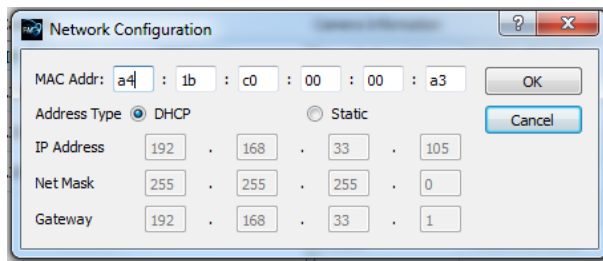 Network Configuration
MAC Addr: a4 : 1b : c0 : 00 : 00 : a3 OK
Address Type DHCP Static Cancel
IP Address 192 . 168 . 33 . 105
Net Mask 255 . 255 . 255 . 0
Gateway 192 . 168 . 33 . 1